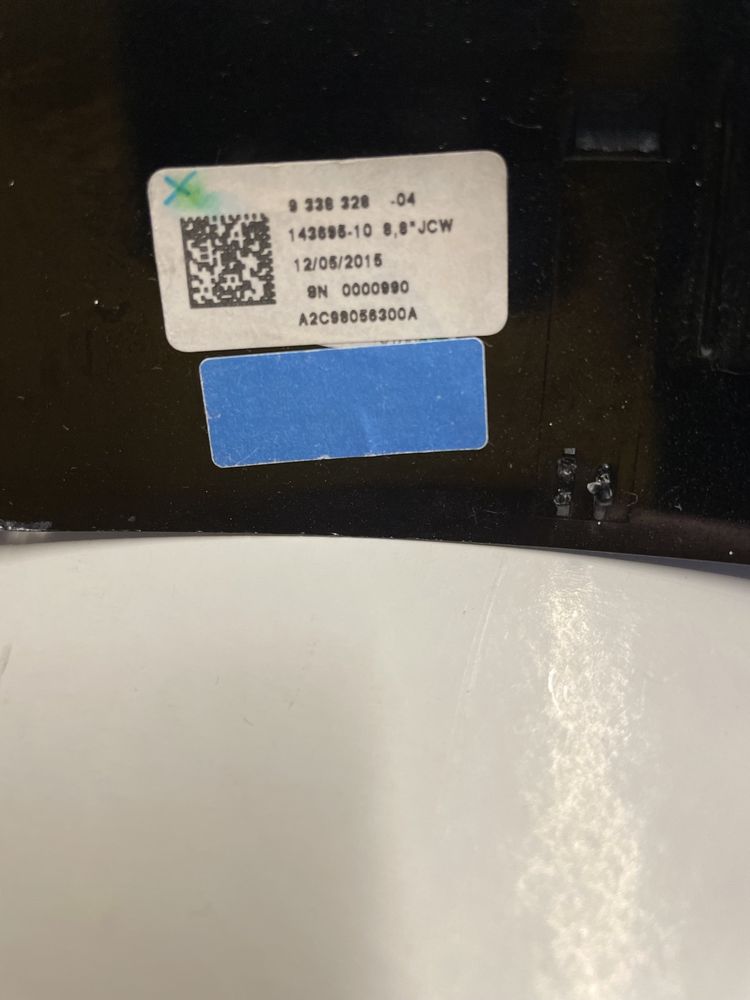 9 338 328 -04
143695-10 8,8"JCW
12/05/2015
SN 0000990
A2C98056300A